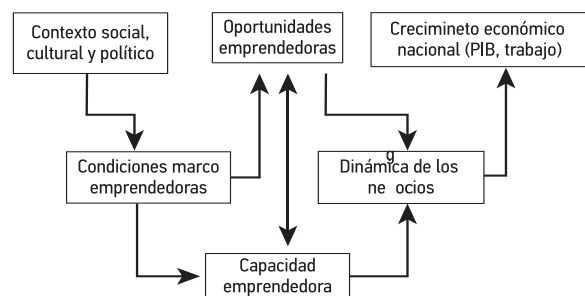 Contexto social,
cultural y político
Oportunidades
emprendedoras
Crecimineto económico
nacional (PIB, trabajo)
Condiciones marco
emprendedoras
g
Dinámica de los
ne ocios
Capacidad
emprendedora